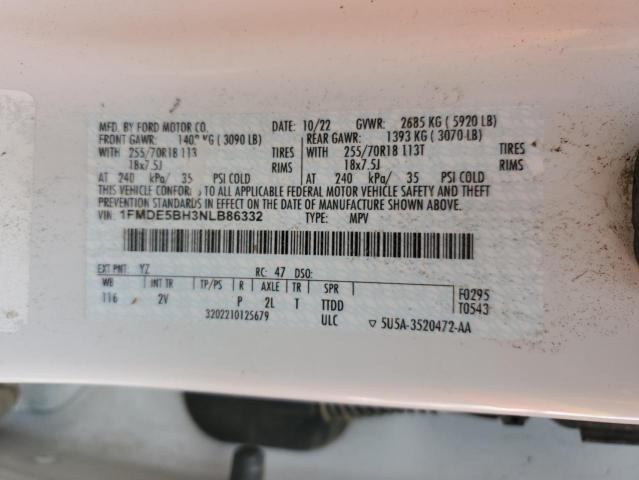 MFD. BY FORD MOTOR CO.
DATE: 10/22 GVWR: 2685 KG ( 5920 LB)
FRONT GAWR: KG ( 3090 LB)
REAR GAWR: 1393 KG ( 3070 LB)
WITH 255/70R18 113 TIRES
WITH 255/70R18 113T TIRES
18x7.5J RIMS
18x7.5J RIMS
AT 240 kPa/ 35 PSI COLD
AT 240 kPa/ 35 PSI COLD
THIS VEHICLE CONFORMS TO ALL APPLICABLE FEDERAL MOTOR VEHICLE SAFETY AND THEFT
PREVENTION STANDARDS IN EFFECT ON THE DATE OF MANUFACTURE SHOWN ABOVE.
VIN: 1FMDE5BH3NLB86332 TYPE: MPV
EXT PNT: YZ RC: 47 DSO:
WB INT TR TP/PS R AXLE TR SPR
116 2V P 2L T TTDD
ULC
3202210125679
F0295
T0543
▽ 5U5A-3520472-AA